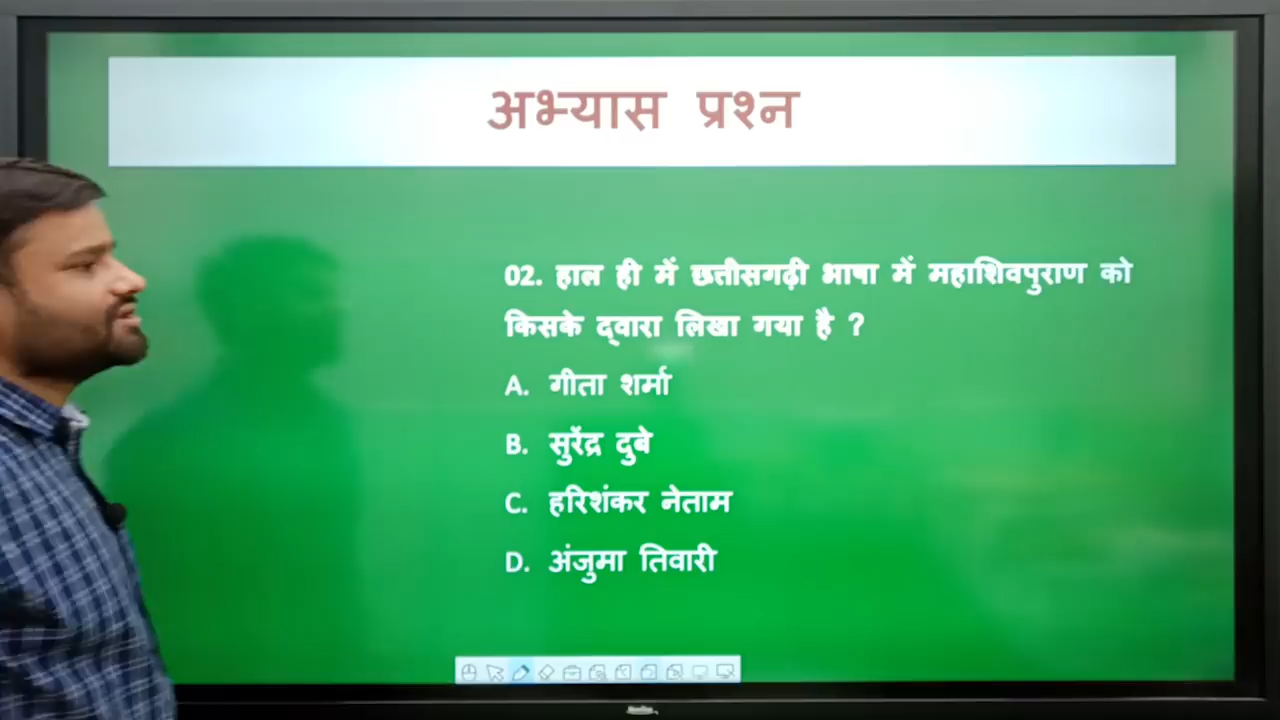 अभ्यास प्रश्न
02. हाल ही में छत्तीसगढ़ी भाषा में महाशिवपुराण को
किसके द्वारा लिखा गया है ?
A. गीता शर्मा
B. सुरेंद्र दुबे
C. हरिशंकर नेताम
D. अंजुमा तिवारी